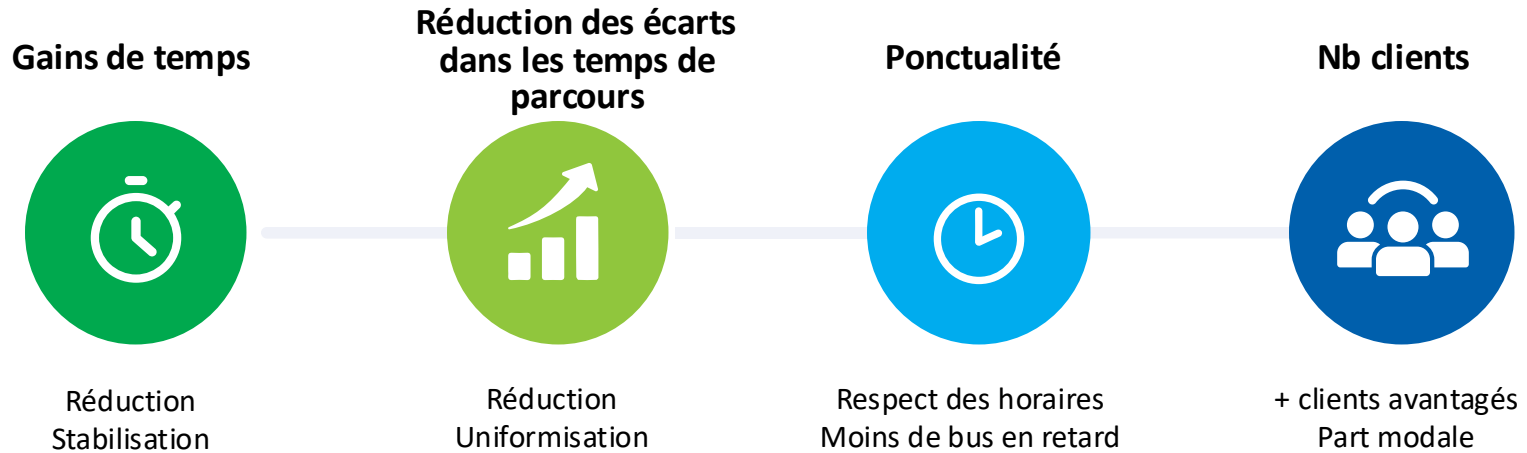 Gains de temps
Réduction des écarts
dans les temps de
parcours
Ponctualité
Nb clients
Réduction
Stabilisation
Réduction
Uniformisation
Respect des horaires
Moins de bus en retard
+ clients avantagés
Part modale